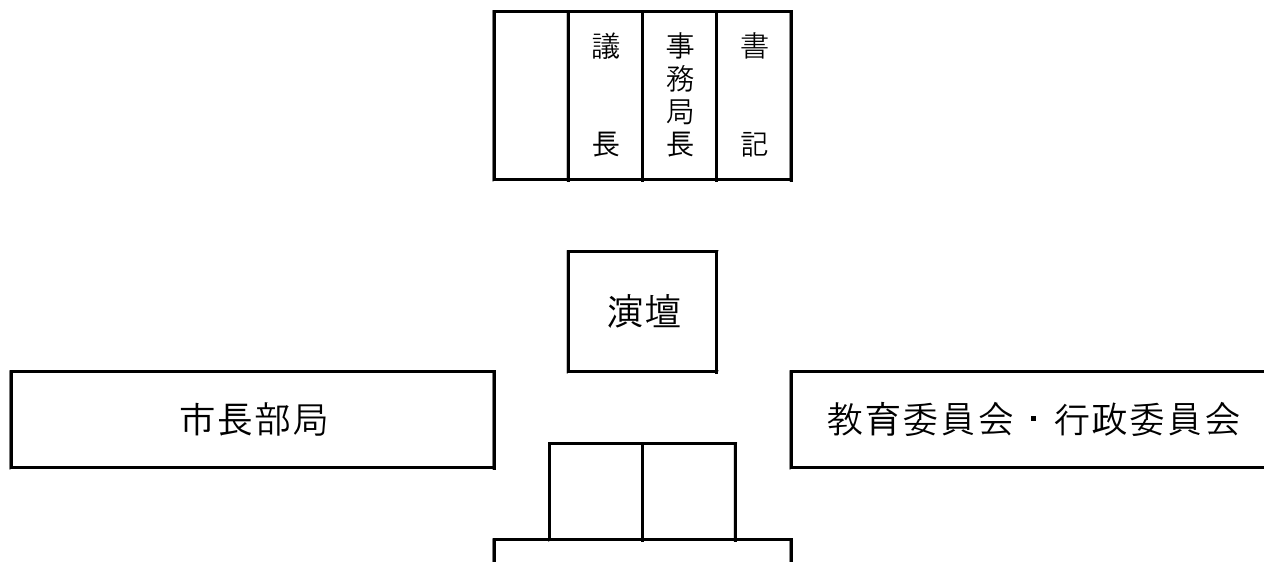 議長
事務局長
書記
演壇
市長部局
教育委員会・行政委員会